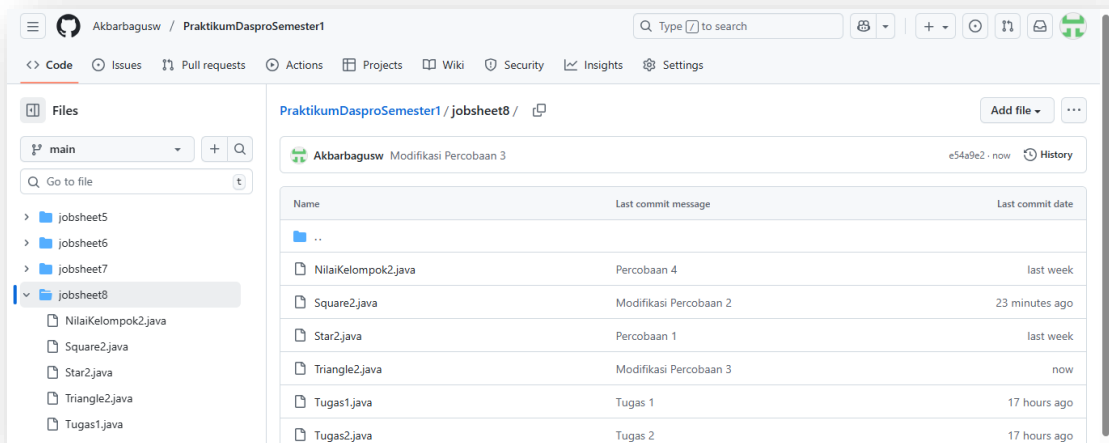 Akbarbagusw / PraktikumDasproSemester1
Type / to search
Code Issues Pull requests Actions Projects Wiki Security Insights Settings
Files
main
Go to file t
jobsheet5
jobsheet6
jobsheet7
jobsheet8
NilaiKelompok2.java
Square2.java
Star2.java
Triangle2.java
Tugas1.java
PraktikumDasproSemester1 / jobsheet8 /
Add file
Akbarbagusw Modifikasi Percobaan 3 e54a9e2 · now History
Name Last commit message Last commit date
..
NilaiKelompok2.java Percobaan 4 last week
Square2.java Modifikasi Percobaan 2 23 minutes ago
Star2.java Percobaan 1 last week
Triangle2.java Modifikasi Percobaan 3 now
Tugas1.java Tugas 1 17 hours ago
Tugas2.java Tugas 2 17 hours ago